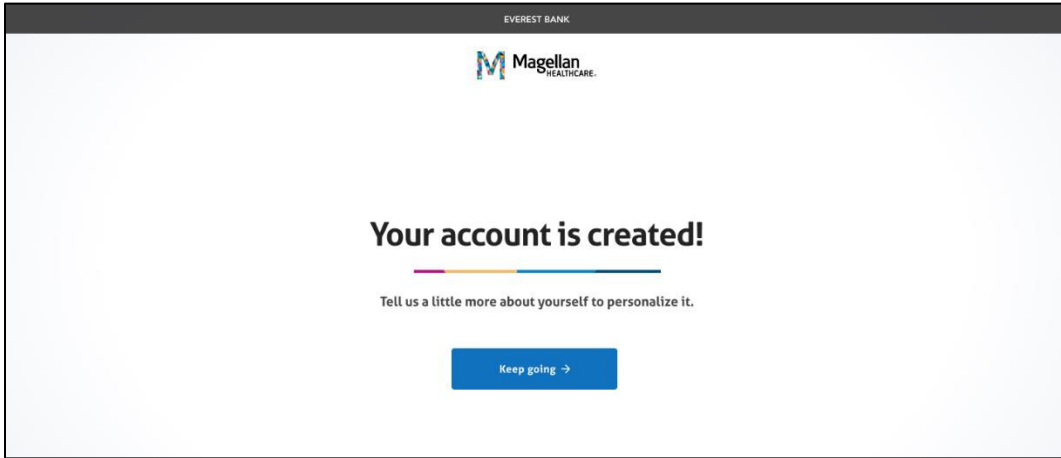 EVEREST BANK
Magellan
HEALTHCARE.
Your account is created!
Tell us a little more about yourself to personalize it.
Keep going →